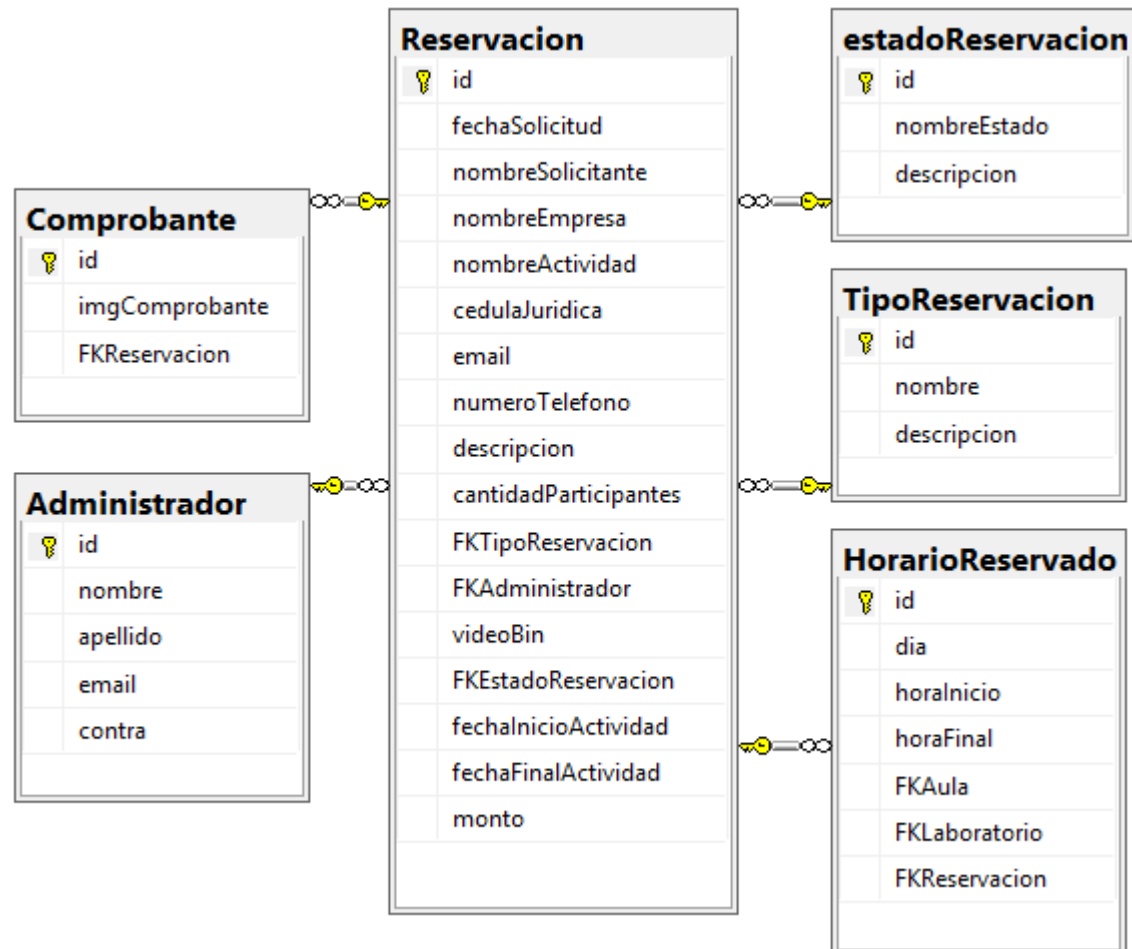 Reservacion
id
fechaSolicitud
nombreSolicitante
nombreEmpresa
nombreActividad
cedulaJuridica
email
numeroTelefono
descripcion
cantidadParticipantes
FKTipoReservacion
FKAdministrador
videoBin
FKEstadoReservacion
fechaInicioActividad
fechaFinalActividad
monto
estadoReservacion
id
nombreEstado
descripcion
Comprobante
id
imgComprobante
FKReservacion
TipoReservacion
id
nombre
descripcion
Administrador
id
nombre
apellido
email
contra
HorarioReservado
id
dia
horaInicio
horaFinal
FKAula
FKLaboratorio
FKReservacion